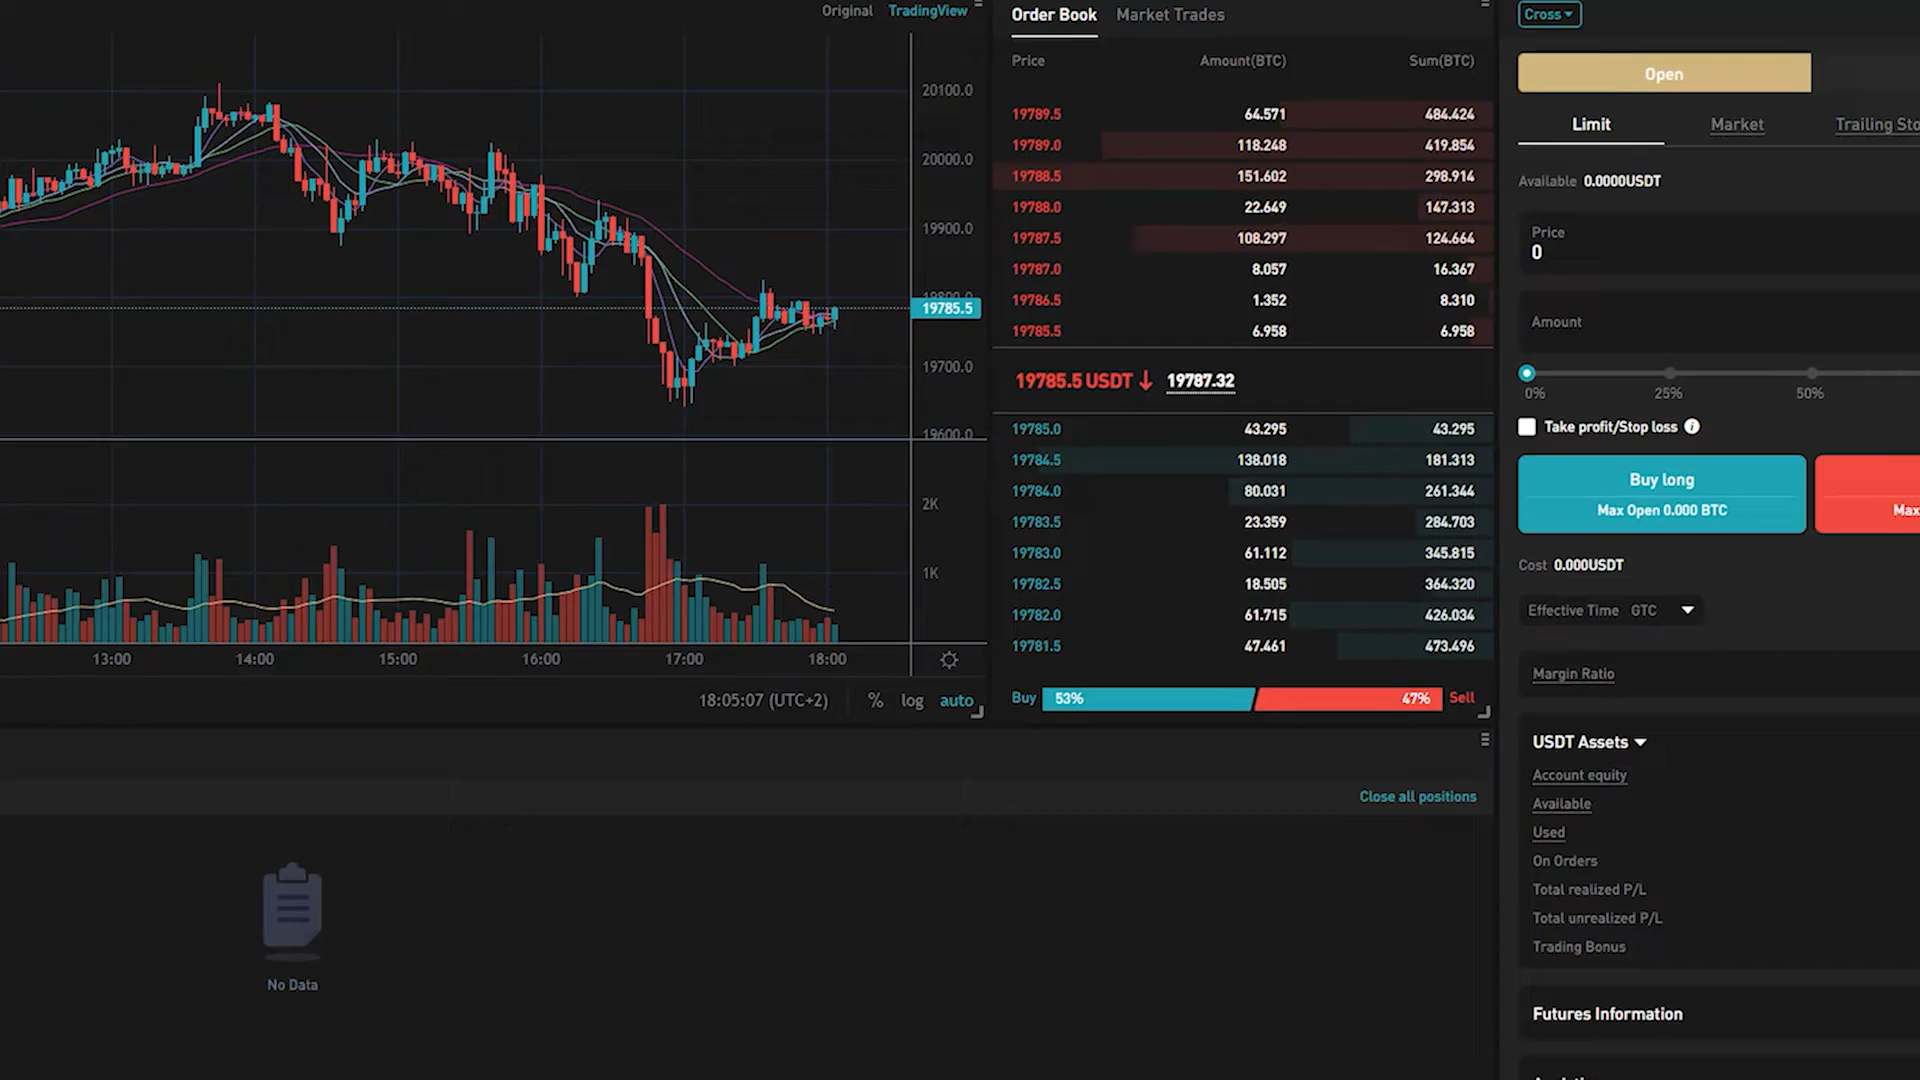 Original TradingView
20100.0
20000.0
19900.0
19800.0
19785.5
19700.0
19600.0
2K
1K
13:00 14:00 15:00 16:00 17:00 18:00
18:05:07 (UTC+2) % log auto
Order Book Market Trades
Price Amount(BTC) Sum(BTC)
19789.5 64.571 484.424
19789.0 118.248 419.854
19788.5 151.602 298.914
19788.0 22.649 147.313
19787.5 108.297 124.664
19787.0 8.057 16.367
19786.5 1.352 8.310
19785.5 6.958 6.958
19785.5 USDT ↓ 19787.32
19785.0 43.295 43.295
19784.5 138.018 181.313
19784.0 80.031 261.344
19783.5 23.359 284.703
19783.0 61.112 345.815
19782.5 18.505 364.320
19782.0 61.715 426.034
19781.5 47.461 473.496
Buy 53% 47% Sell
Close all positions
No Data
Cross
Open
Limit Market Trailing Sto
Available 0.0000USDT
Price
0
Amount
0% 25% 50%
Take profit/Stop loss
Buy long
Max Open 0.000 BTC
Max
Cost 0.000USDT
Effective Time GTC
Margin Ratio
USDT Assets
Account equity
Available
Used
On Orders
Total realized P/L
Total unrealized P/L
Trading Bonus
Futures Information